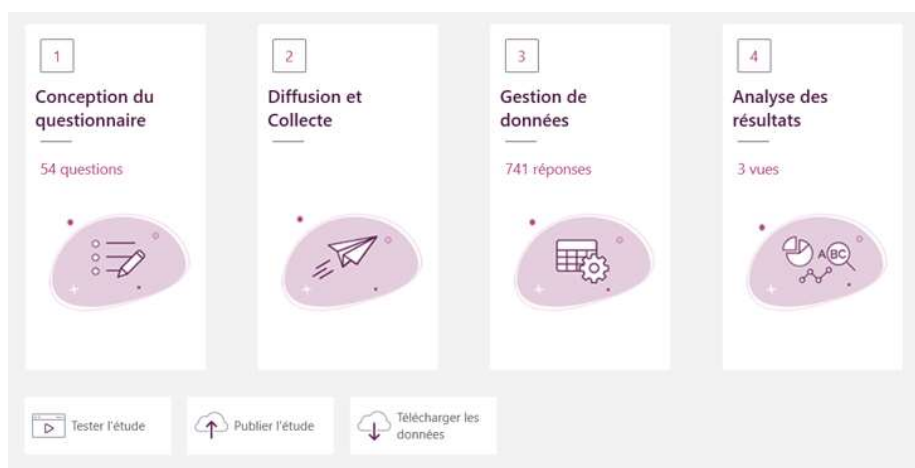 1
Conception du
questionnaire
54 questions
2
Diffusion et
Collecte
3
Gestion de
données
741 réponses
4
Analyse des
résultats
3 vues
ABC
Tester l'étude
Publier l'étude
Télécharger les
données